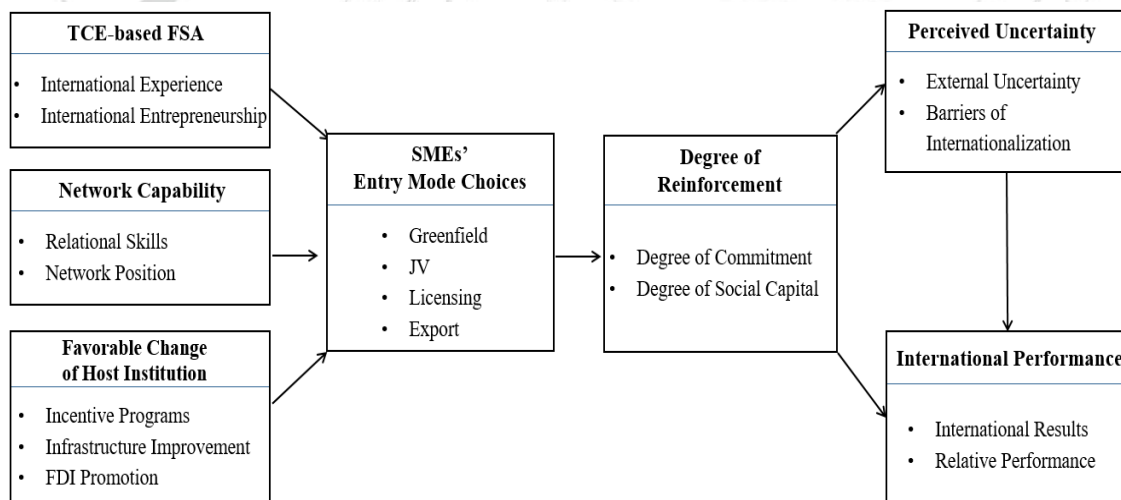 TCE-based FSA
• International Experience
• International Entrepreneurship
Network Capability
• Relational Skills
• Network Position
Favorable Change
of Host Institution
• Incentive Programs
• Infrastructure Improvement
• FDI Promotion
SMEs’
Entry Mode Choices
• Greenfield
• JV
• Licensing
• Export
Degree of
Reinforcement
• Degree of Commitment
• Degree of Social Capital
Perceived Uncertainty
• External Uncertainty
• Barriers of
Internationalization
International Performance
• International Results
• Relative Performance